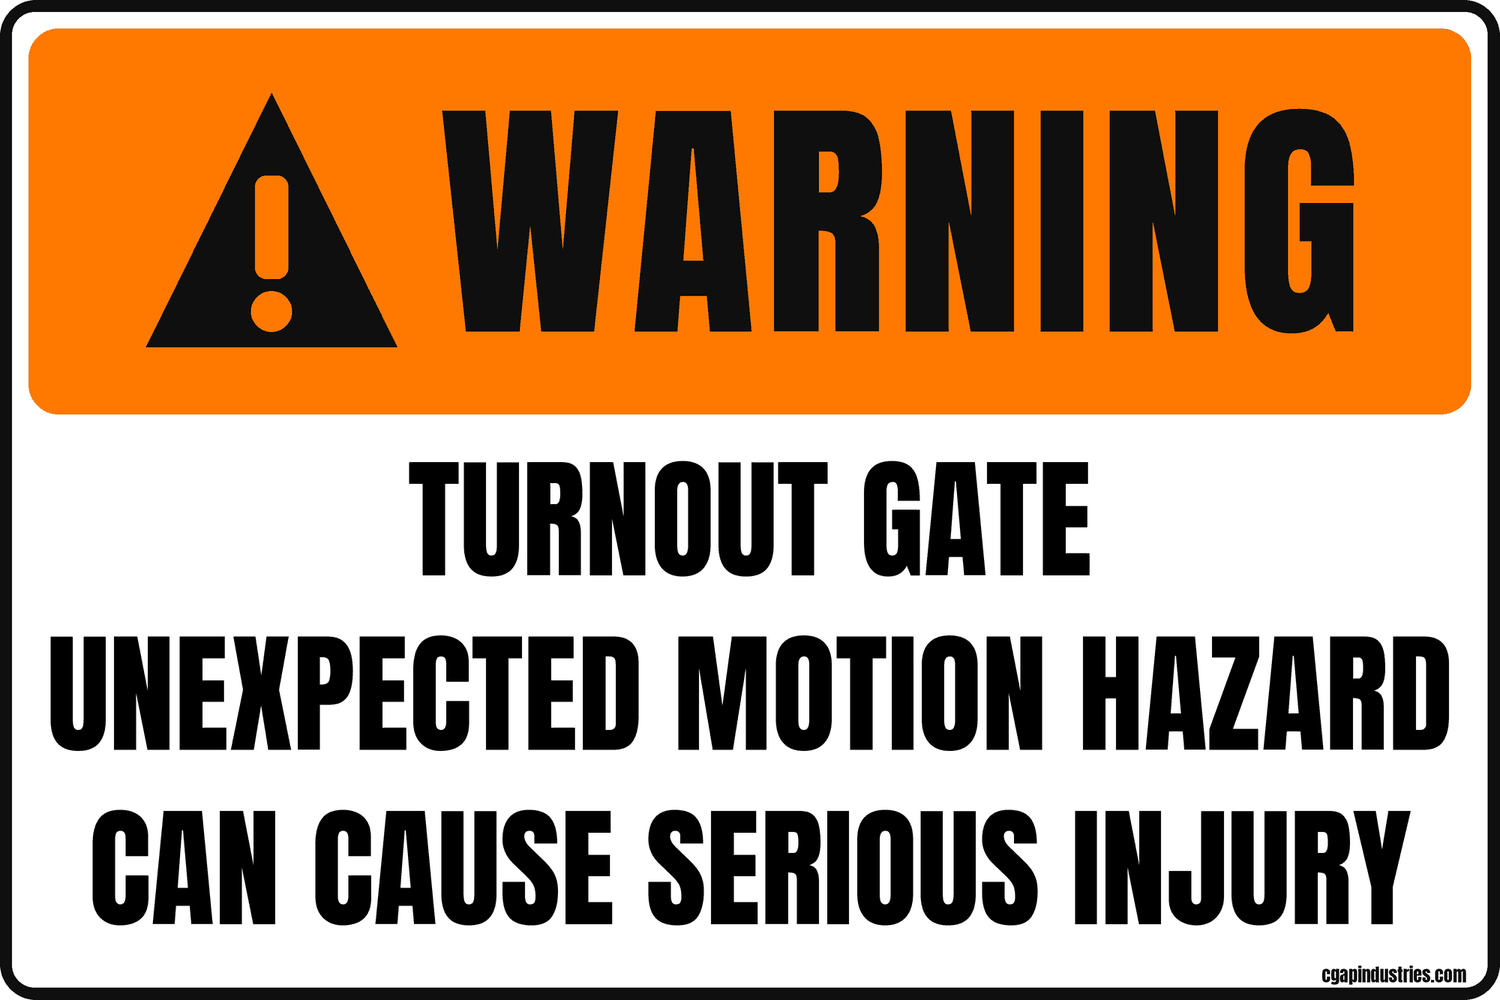 WARNING
TURNOUT GATE
UNEXPECTED MOTION HAZARD
CAN CAUSE SERIOUS INJURY
cgapindustries.com